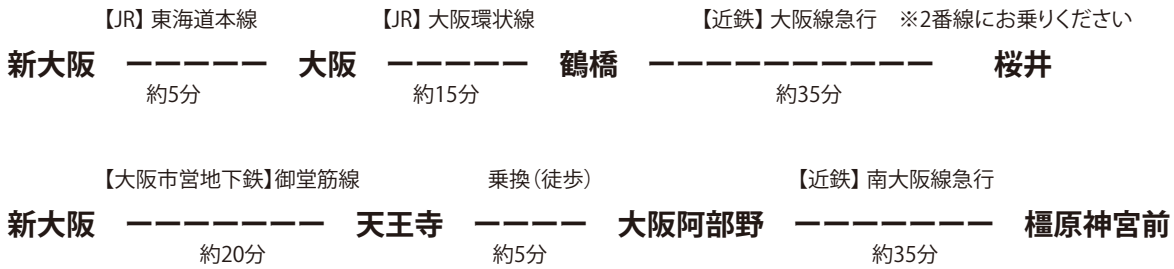 【JR】東海道本線 【JR】大阪環状線 【近鉄】大阪線急行 ※2番線にお乗りください
新大阪 ーーーーー 大阪 ーーーーー 鶴橋 ーーーーーーーーーー 桜井
約5分 約15分 約35分
【大阪市営地下鉄】御堂筋線 乗換(徒歩) 【近鉄】南大阪線急行
新大阪 ーーーーーーー 天王寺 ーーーー 大阪阿部野 ーーーーーーー 橿原神宮前
約20分 約5分 約35分